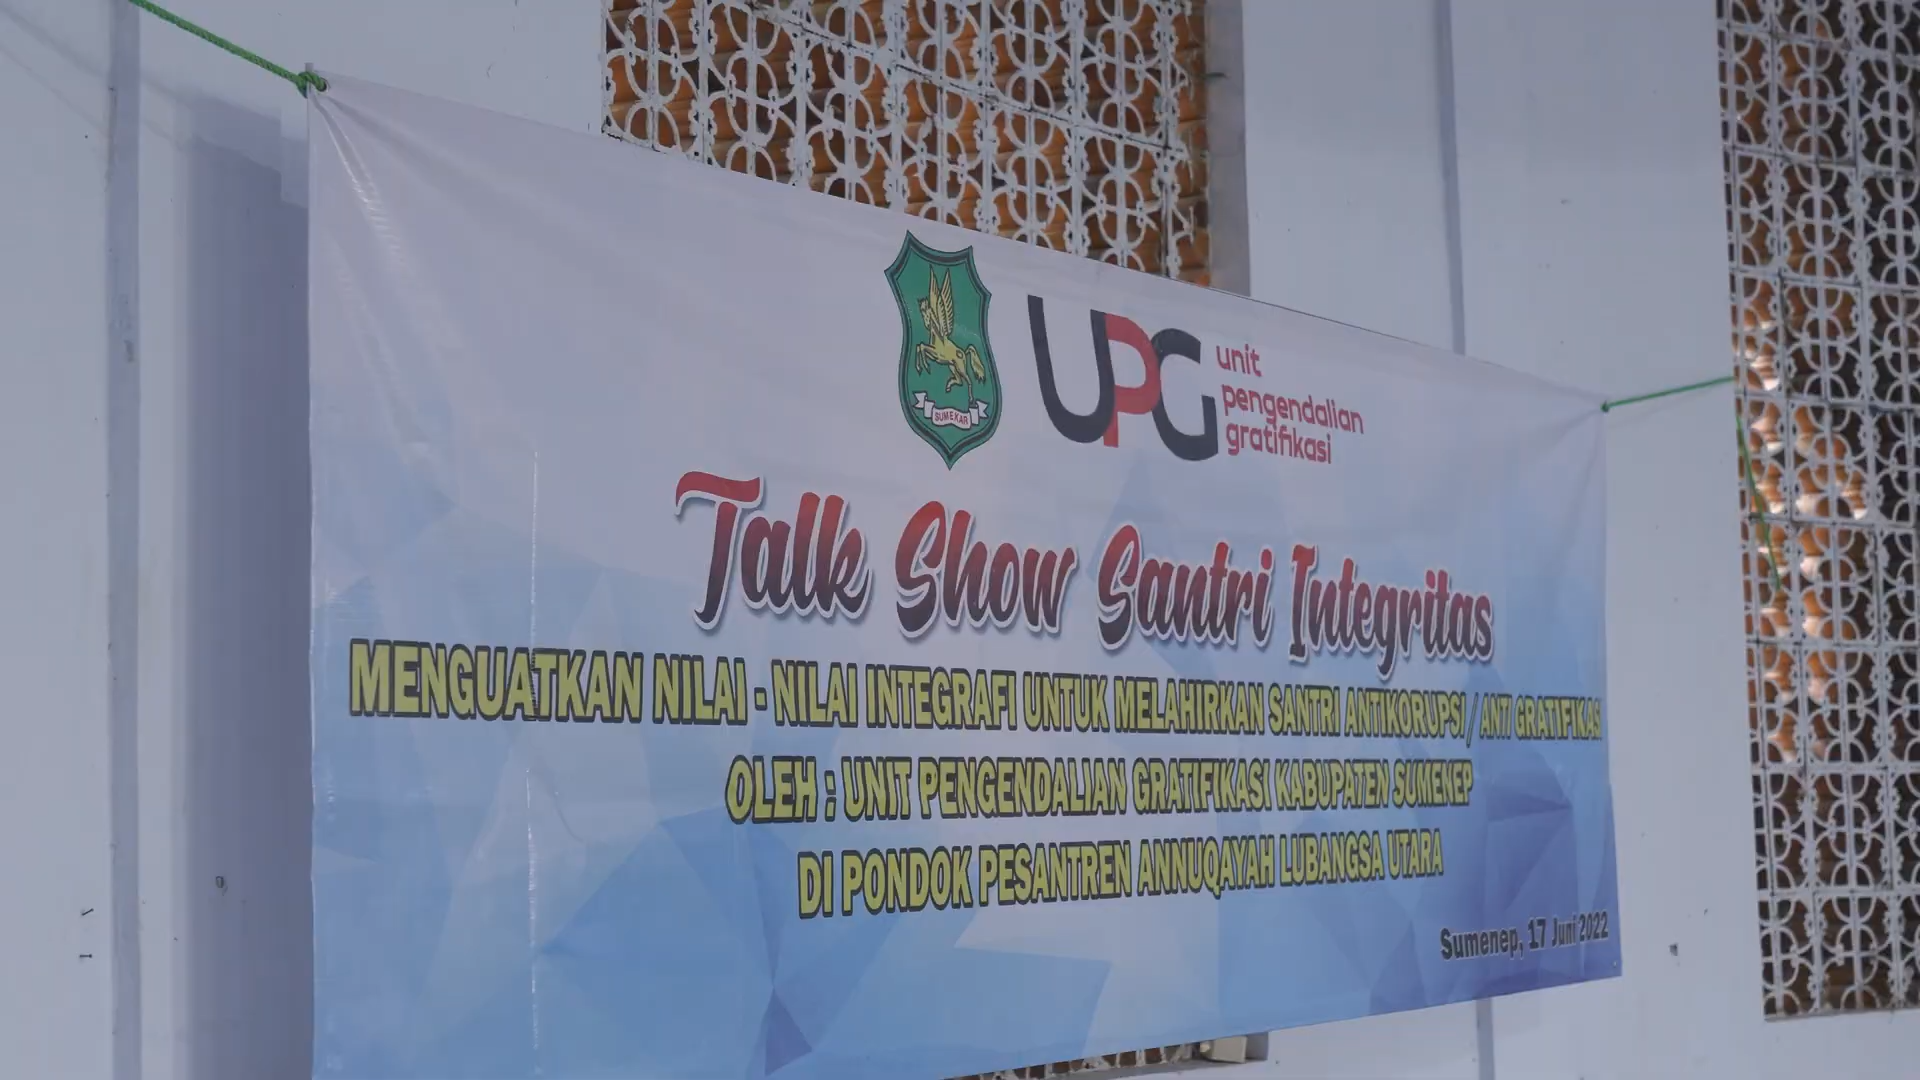 SUMEKAR
UPG
unit
pengendalian
gratifikasi
Talk Show Santri Integritas
MENGUATKAN NILAI - NILAI INTEGRAFI UNTUK MELAHIRKAN SANTRI ANTIKORUPSI / ANTI GRATIFIKASI
OLEH : UNIT PENGENDALIAN GRATIFIKASI KABUPATEN SUMENEP
DI PONDOK PESANTREN ANNUQAYAH LUBANGSA UTARA
Sumenep, 17 Juni 2022